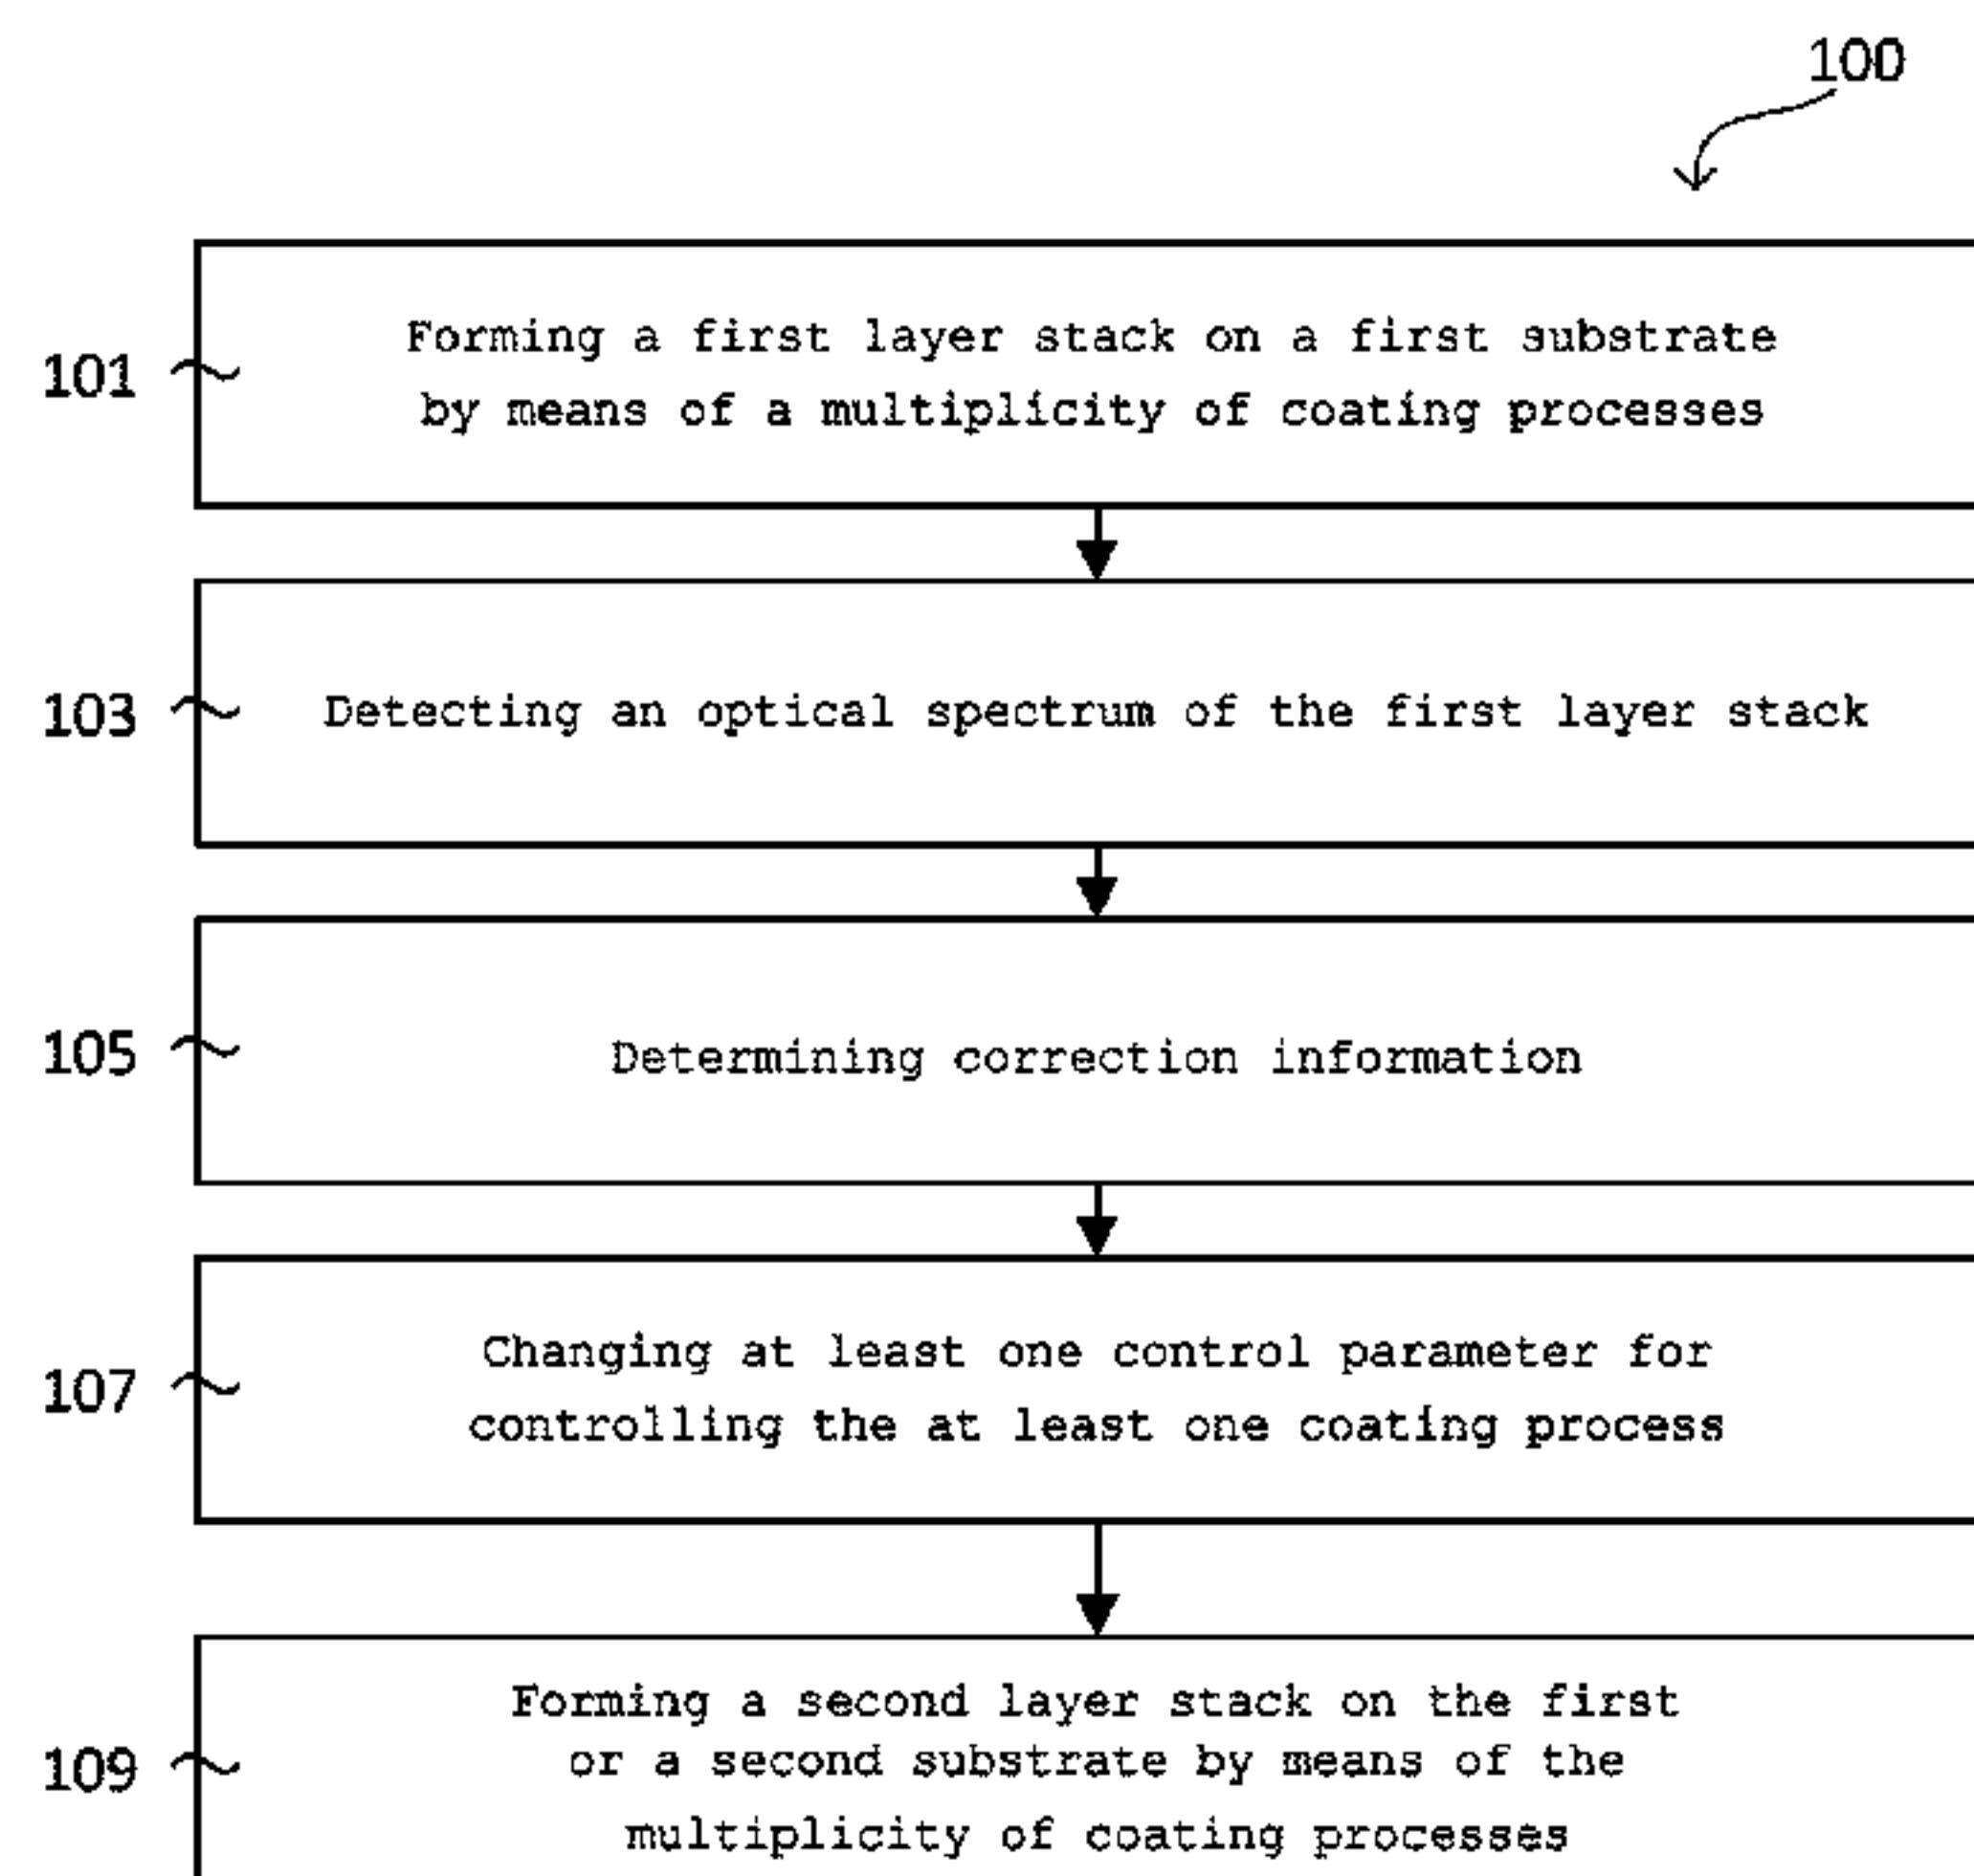 100
101
Forming a first layer stack on a first substrate
by means of a multiplicity of coating processes
103
Detecting an optical spectrum of the first layer stack
105
Determining correction information
107
Changing at least one control parameter for
controlling the at least one coating process
109
Forming a second layer stack on the first
or a second substrate by means of the
multiplicity of coating processes